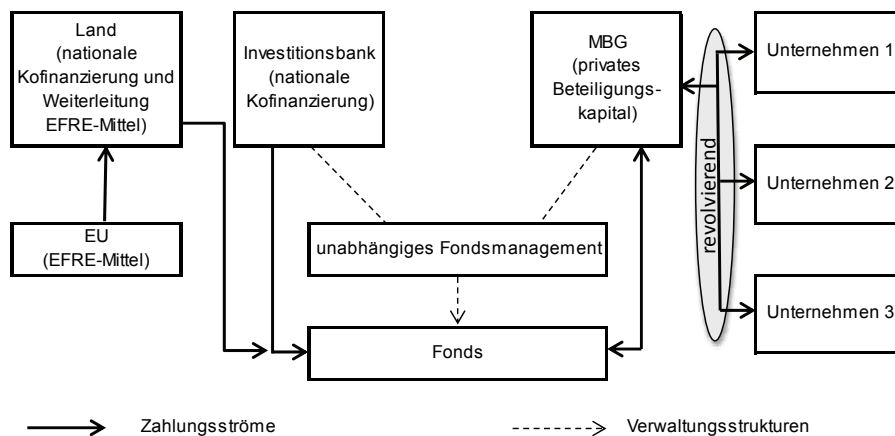 Land
(nationale
Kofinanzierung und
Weiterleitung
EFRE-Mittel)
Investitionsbank
(nationale
Kofinanzierung)
MBG
(privates
Beteiligungs-
kapital)
revolvierend
Unternehmen 1
Unternehmen 2
Unternehmen 3
EU
(EFRE-Mittel)
unabhängiges Fondsmanagement
Fonds
Zahlungsströme
Verwaltungsstrukturen